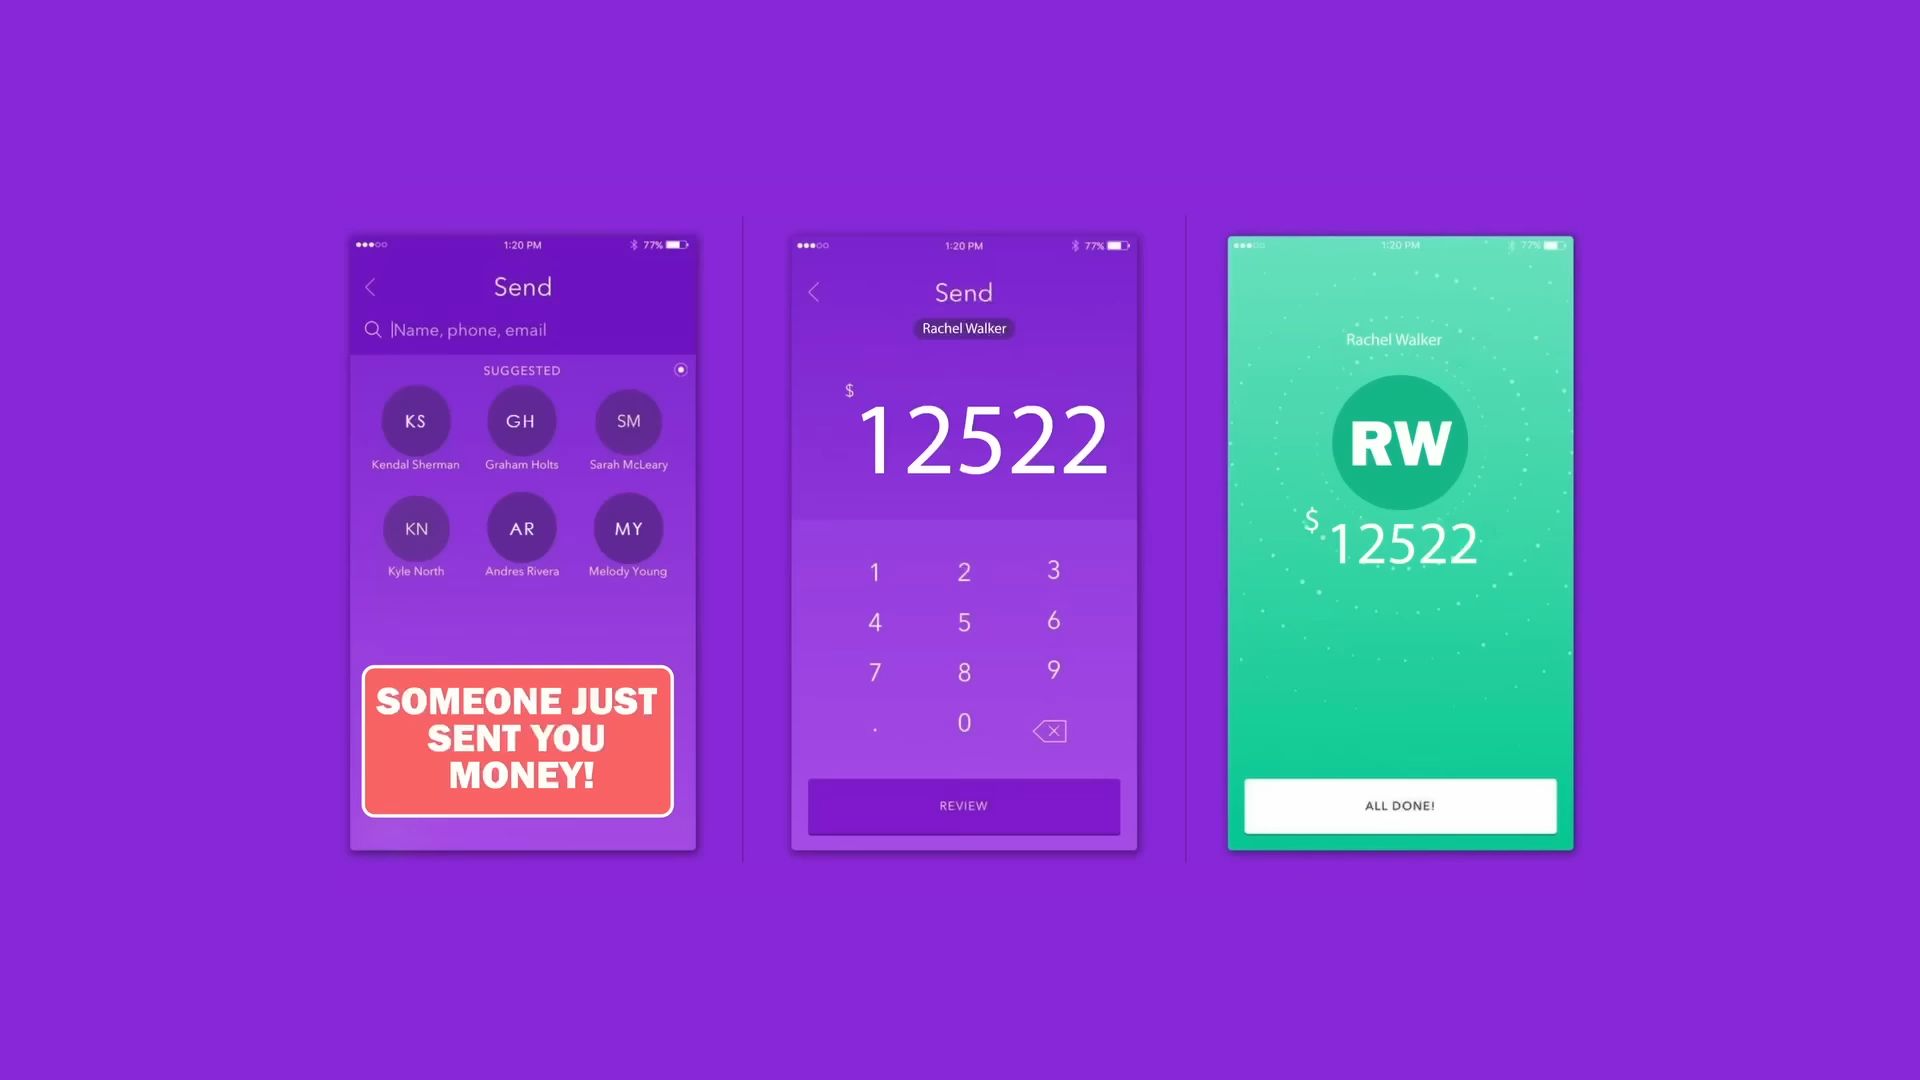 1:20 PM
77%
Send
Name, phone, email
SUGGESTED
KS
GH
SM
Kendal Sherman
Graham Holts
Sarah McLeary
KN
AR
MY
Kyle North
Andres Rivera
Melody Young
SOMEONE JUST
SENT YOU
MONEY!
1:20 PM
77%
Send
Rachel Walker
$
12522
1
2
3
4
5
6
7
8
9
.
0
REVIEW
1:20 PM
77%
Rachel Walker
RW
$
12522
ALL DONE!